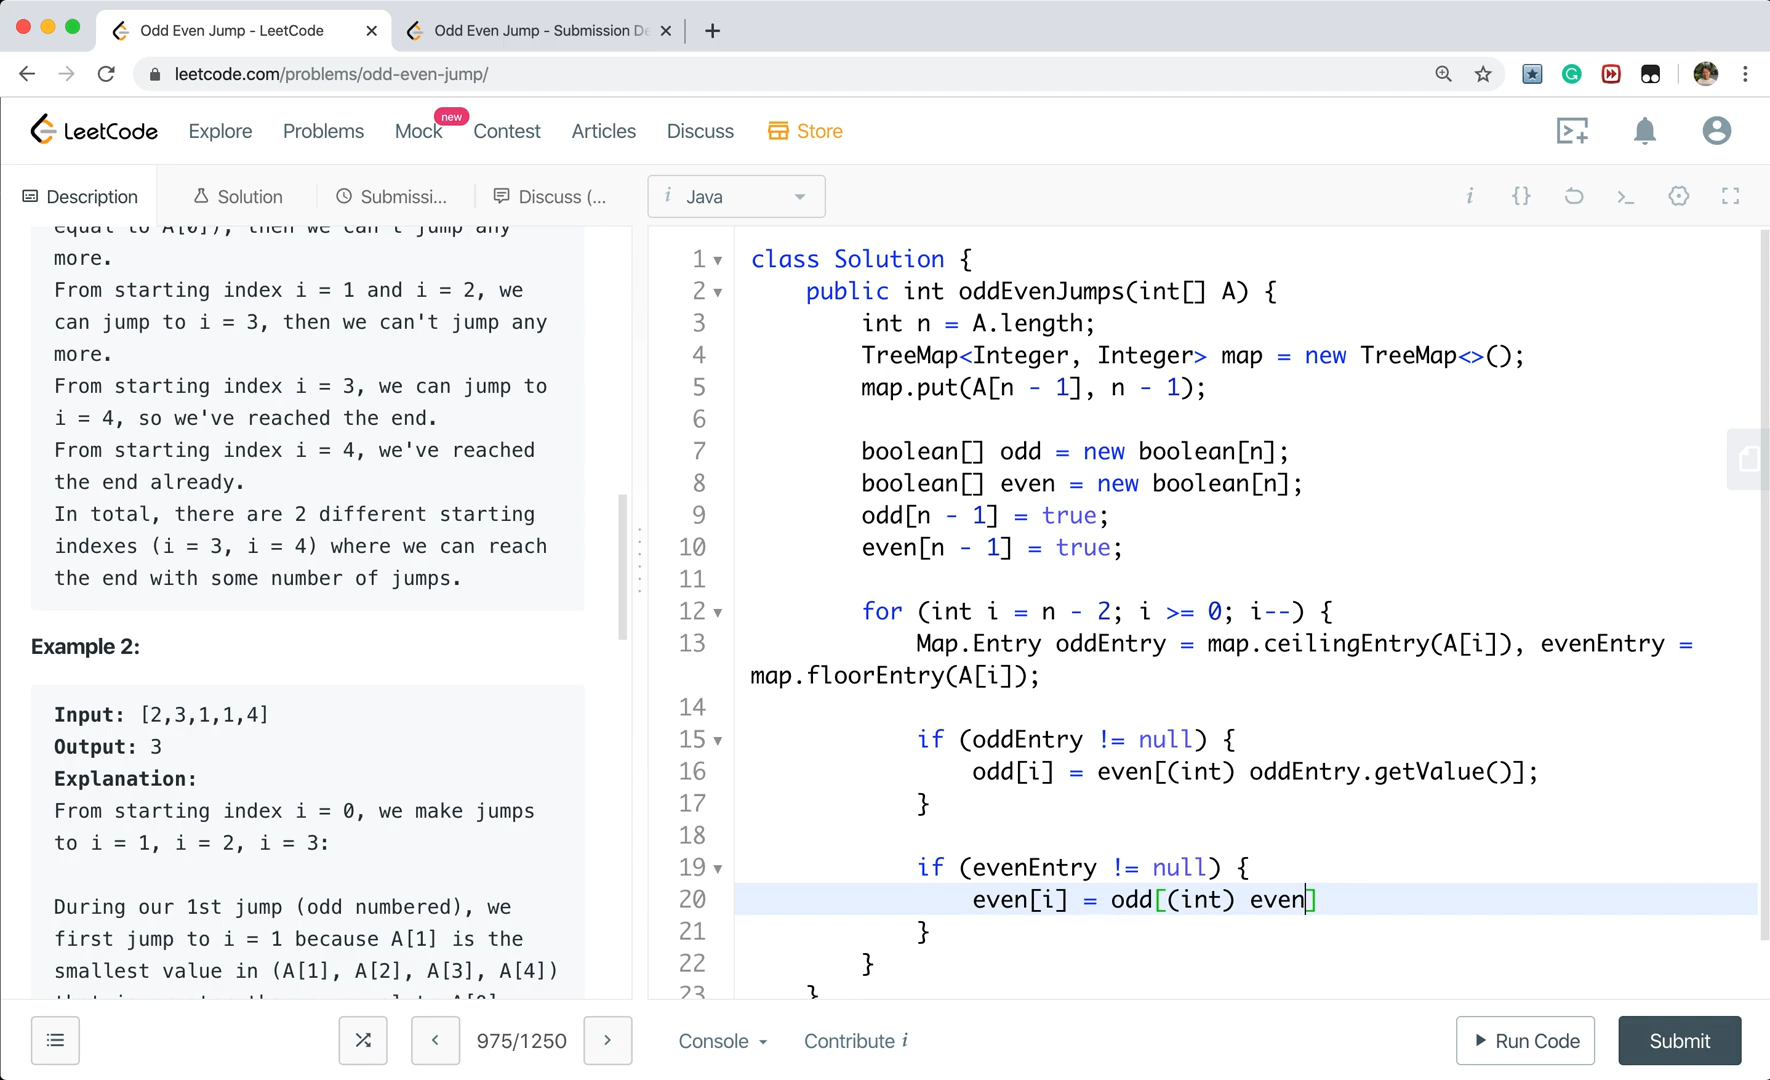 Odd Even Jump - LeetCode
Odd Even Jump - Submission De
leetcode.com/problems/odd-even-jump/
LeetCode
Explore
Problems
Mock
new
Contest
Articles
Discuss
Store
Description
Solution
Submissi...
Discuss (...
i Java
equal to A[0]), then we can't jump any
more.
From starting index i = 1 and i = 2, we
can jump to i = 3, then we can't jump any
more.
From starting index i = 3, we can jump to
i = 4, so we've reached the end.
From starting index i = 4, we've reached
the end already.
In total, there are 2 different starting
indexes (i = 3, i = 4) where we can reach
the end with some number of jumps.
Example 2:
Input: [2,3,1,1,4]
Output: 3
Explanation:
From starting index i = 0, we make jumps
to i = 1, i = 2, i = 3:
During our 1st jump (odd numbered), we
first jump to i = 1 because A[1] is the
smallest value in (A[1], A[2], A[3], A[4])
1 class Solution {
2 public int oddEvenJumps(int[] A) {
3 int n = A.length;
4 TreeMap<Integer, Integer> map = new TreeMap<>();
5 map.put(A[n - 1], n - 1);
6
7 boolean[] odd = new boolean[n];
8 boolean[] even = new boolean[n];
9 odd[n - 1] = true;
10 even[n - 1] = true;
11
12 for (int i = n - 2; i >= 0; i--) {
13 Map.Entry oddEntry = map.ceilingEntry(A[i]), evenEntry =
map.floorEntry(A[i]);
14
15 if (oddEntry != null) {
16 odd[i] = even[(int) oddEntry.getValue()];
17 }
18
19 if (evenEntry != null) {
20 even[i] = odd[(int) even]
21 }
22 }
23 }
975/1250
Console
Contribute i
Run Code
Submit